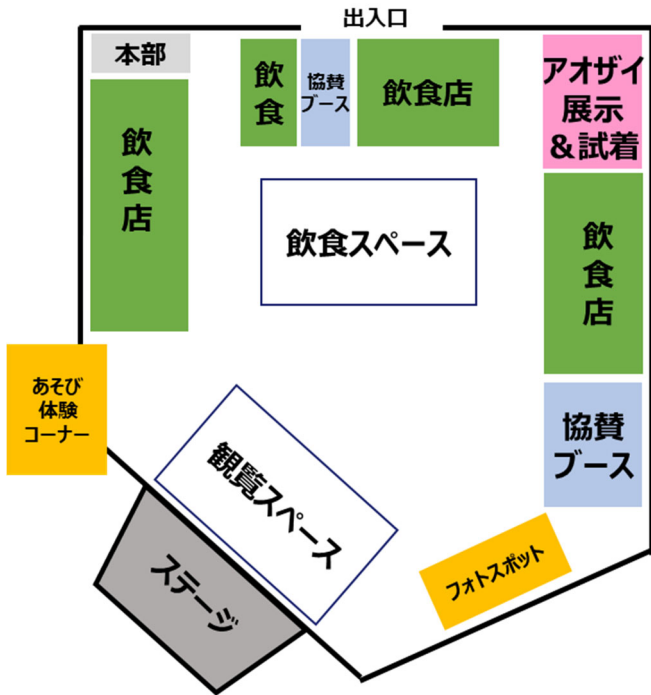 出入口
本部
飲食
協賛
ブース
飲食店
アオザイ
展示
&試着
飲食店
飲食スペース
飲食店
あそび
体験
コーナー
協賛
ブース
観覧スペース
フォトスポット
ステージ